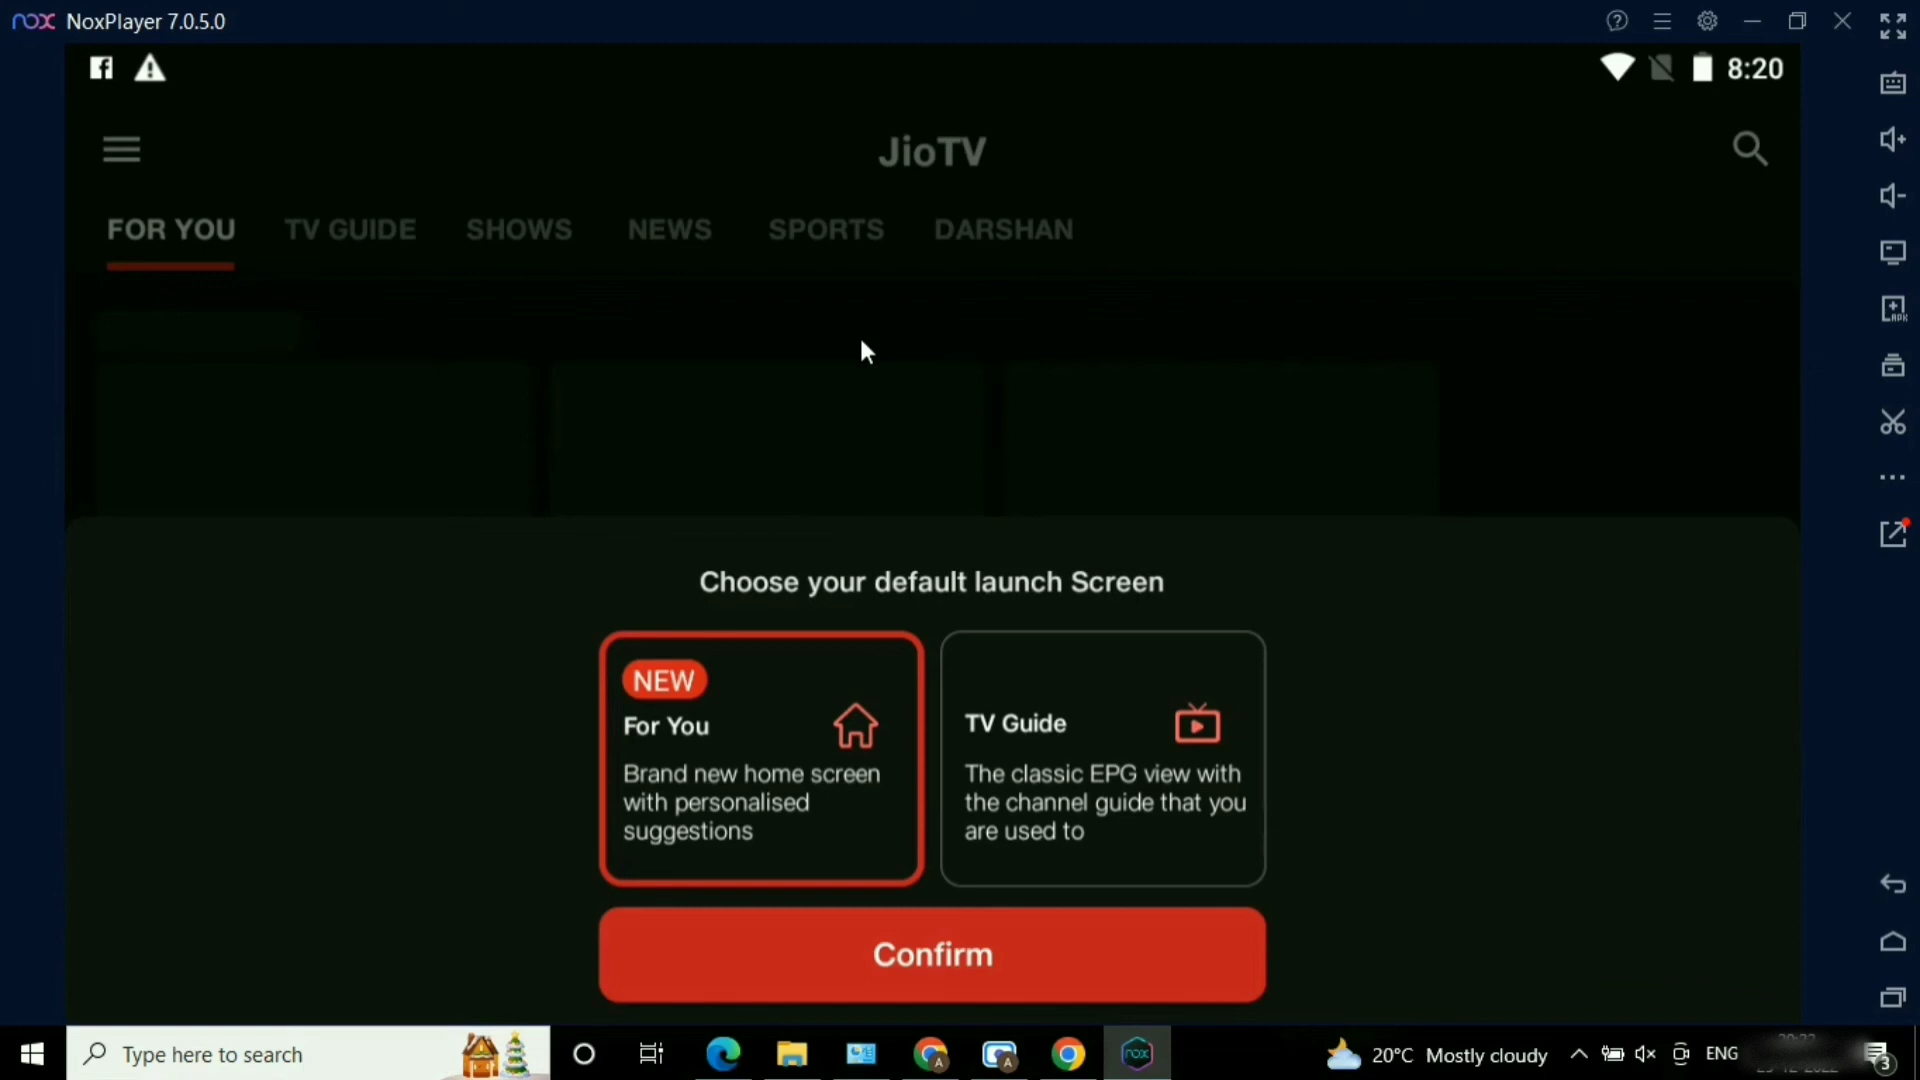 nox NoxPlayer 7.0.5.0
8:20
JioTV
FOR YOU TV GUIDE SHOWS NEWS SPORTS DARSHAN
Choose your default launch Screen
NEW
For You
Brand new home screen
with personalised
suggestions
TV Guide
The classic EPG view with
the channel guide that you
are used to
Confirm
Type here to search
20°C Mostly cloudy
ENG
3